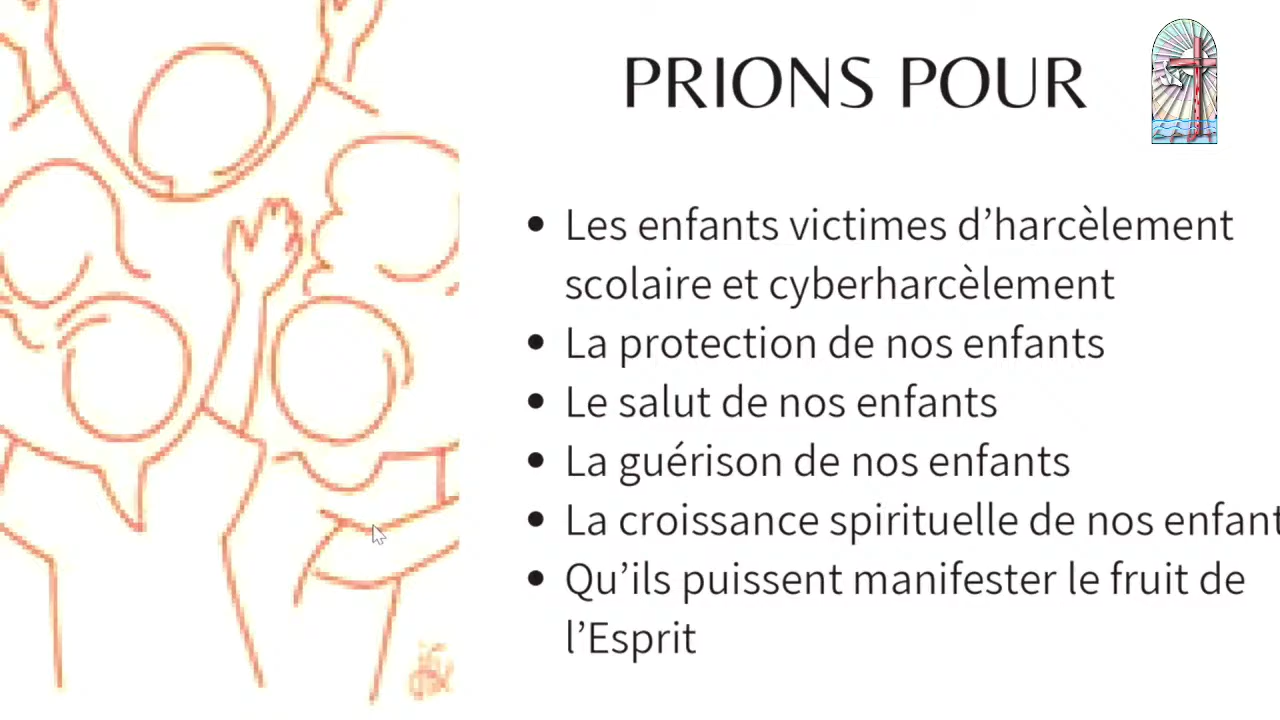 PRIONS POUR
Les enfants victimes d’harcèlement
scolaire et cyberharcèlement
La protection de nos enfants
Le salut de nos enfants
La guérison de nos enfants
La croissance spirituelle de nos enfant
Qu’ils puissent manifester le fruit de
l’Esprit